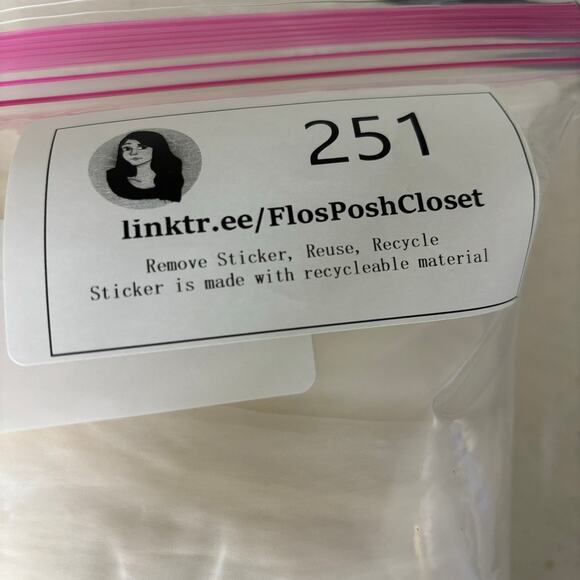 251
linktr.ee/FlosPoshCloset
Remove Sticker, Reuse, Recycle
Sticker is made with recycleable material